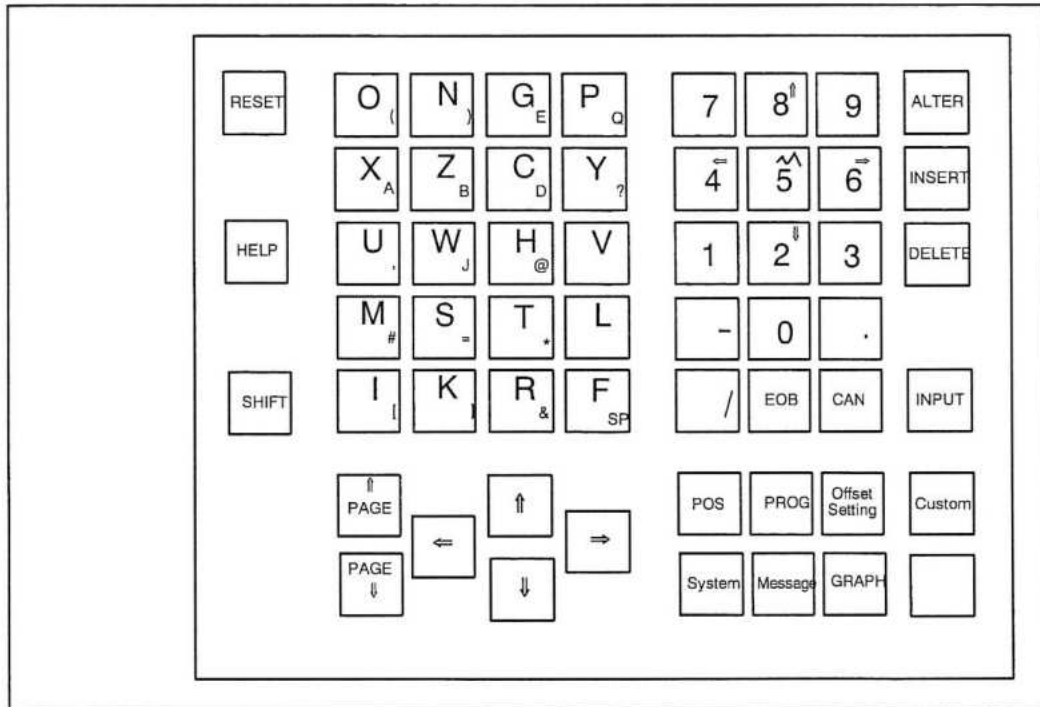 RESET O ( N ) G E P Q 7 8 ⇑ 9 ALTER
X A Z B C D Y ? 4 ⇐ 5 6 ⇒ INSERT
HELP U , W J H @ V 1 2 ⇓ 3 DELETE
M # S = T * L - 0 .
SHIFT I [ K ] R & F SP / EOB CAN INPUT
⇑ PAGE ⇑ POS PROG Offset Setting Custom
⇐ ⇒
PAGE ⇓ ⇓ System Message GRAPH